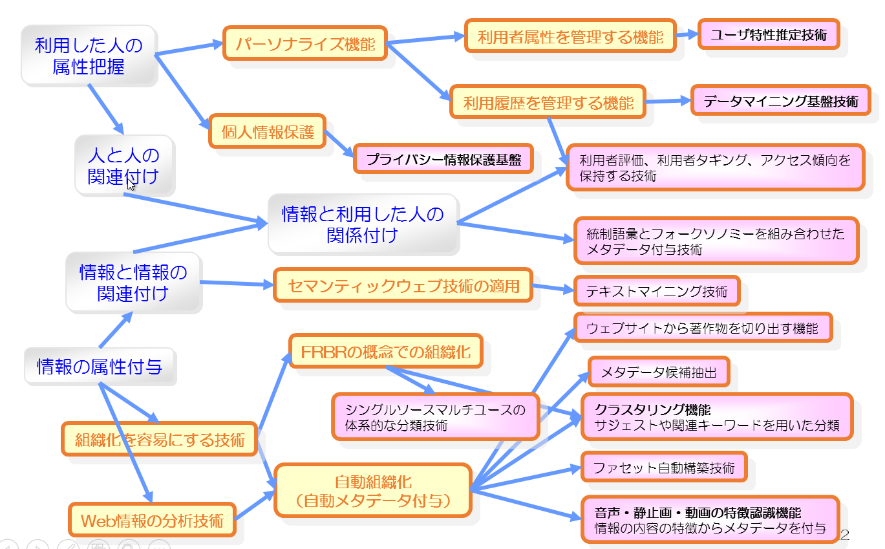 利用した人の
属性把握
パーソナライズ機能
利用者属性を管理する機能
ユーザ特性推定技術
利用履歴を管理する機能
データマイニング基盤技術
個人情報保護
プライバシー情報保護基盤
人と人の
関連付け
利用者評価、利用者タギング、アクセス傾向を
保持する技術
情報と利用した人の
関係付け
統制語彙とフォークソノミーを組み合わせた
メタデータ付与技術
情報と情報の
関連付け
セマンティックウェブ技術の適用
テキストマイニング技術
ウェブサイトから著作物を切り出す機能
FRBRの概念での組織化
情報の属性付与
メタデータ候補抽出
シングルソースマルチユースの
体系的な分類技術
クラスタリング機能
サジェストや関連キーワードを用いた分類
組織化を容易にする技術
ファセット自動構築技術
自動組織化
（自動メタデータ付与）
Web情報の分析技術
音声・静止画・動画の特徴認識機能
情報の内容の特徴からメタデータを付与
2